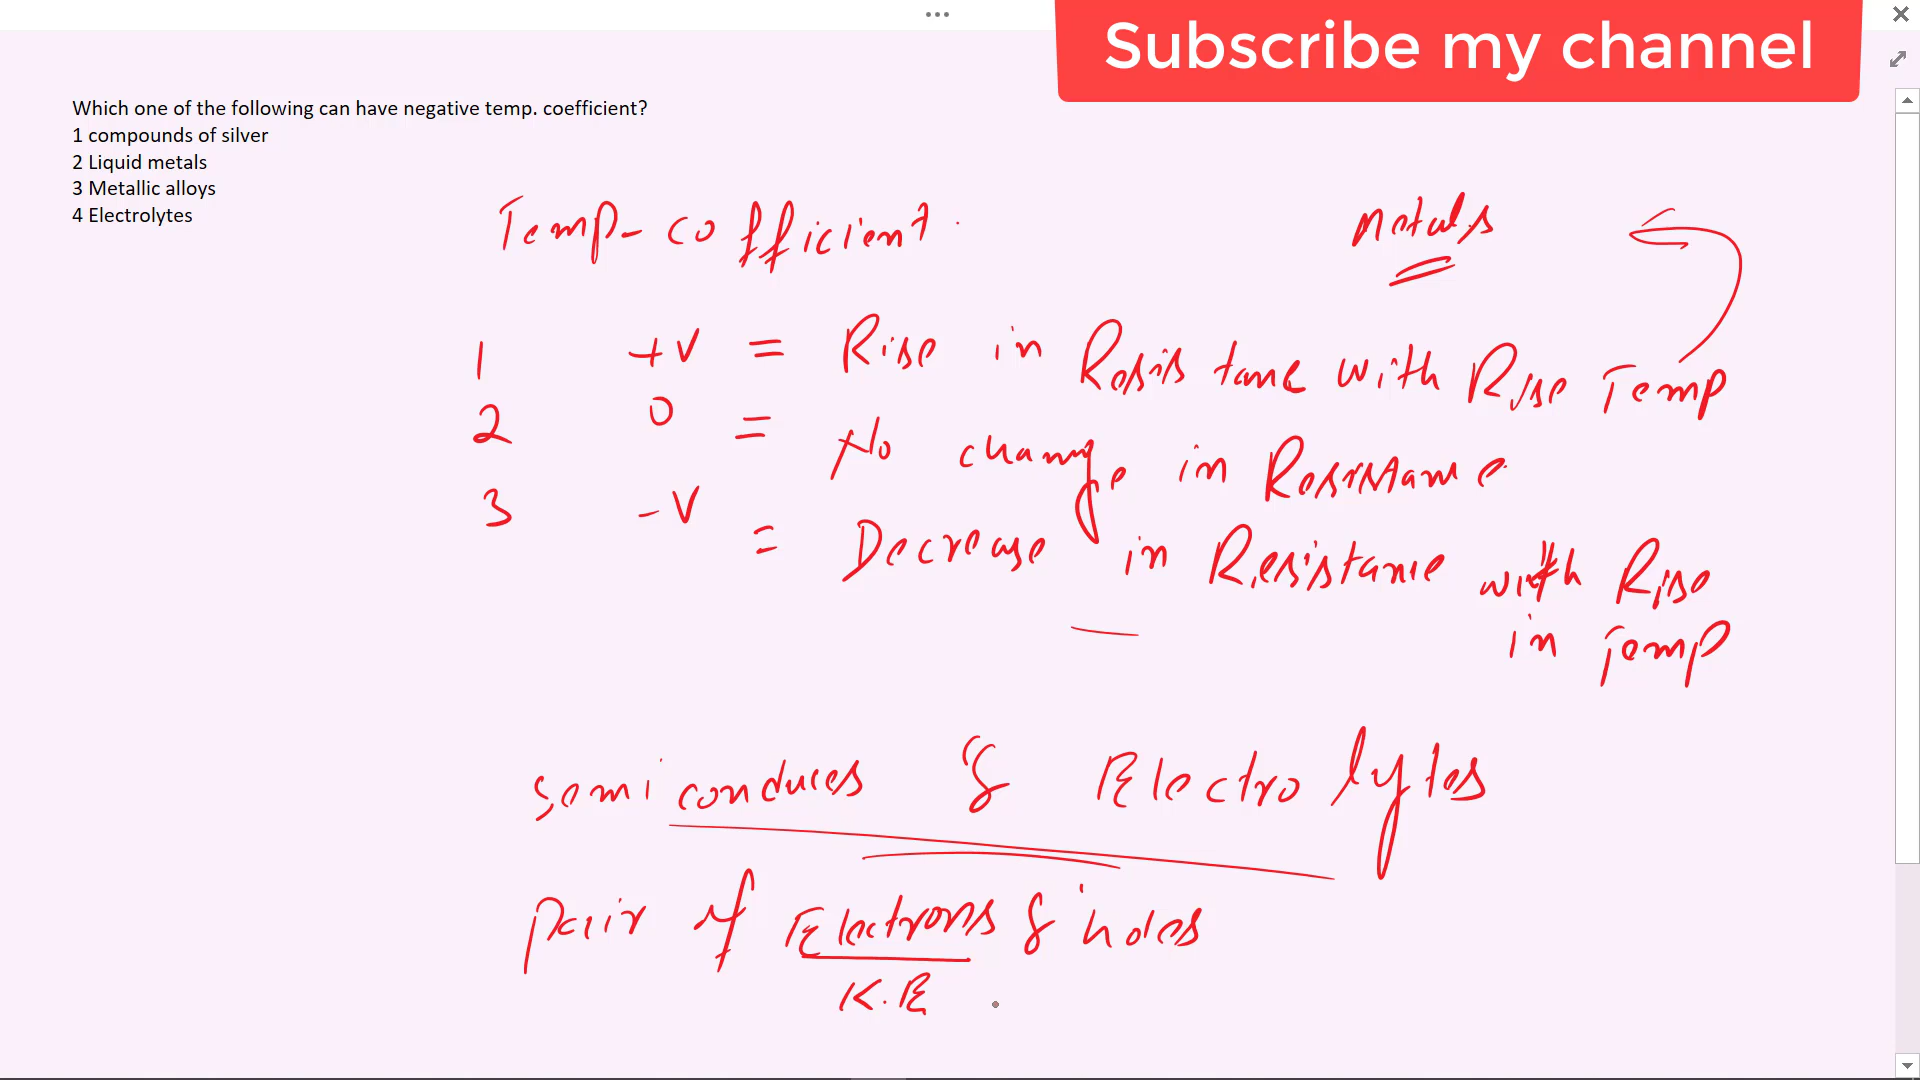 Subscribe my channel
Which one of the following can have negative temp. coefficient?
1 compounds of silver
2 Liquid metals
3 Metallic alloys
4 Electrolytes
Temp-cofficient.
metals
1 +V = Rise in Resistance with Rise Temp
2 0 = No change in Resistance
3 -V = Decrease in Resistance with Rise
in Temp
semiconduces & Electrolytes
pair of Electrons & holes
K.E